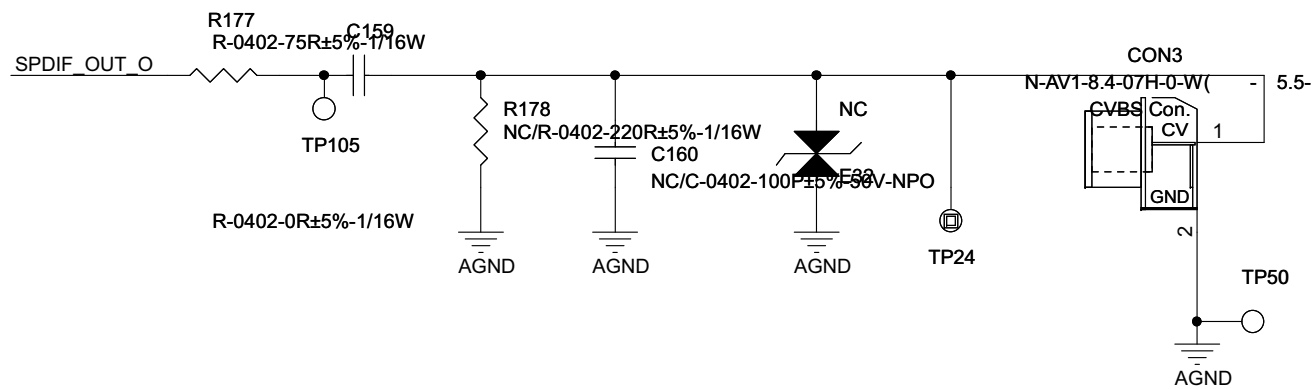 R177
C159
R-0402-75R±5%-1/16W
SPDIF_OUT_O
TP105
R178
NC/R-0402-220R±5%-1/16W
C160
NC/C-0402-100P±5%-50V-NPO
R-0402-0R±5%-1/16W
AGND
AGND
NC
E32
AGND
TP24
CON3
N-AV1-8.4-07H-0-W( - 5.5-
CVBS Con.
CV
1
GND
2
TP50
AGND